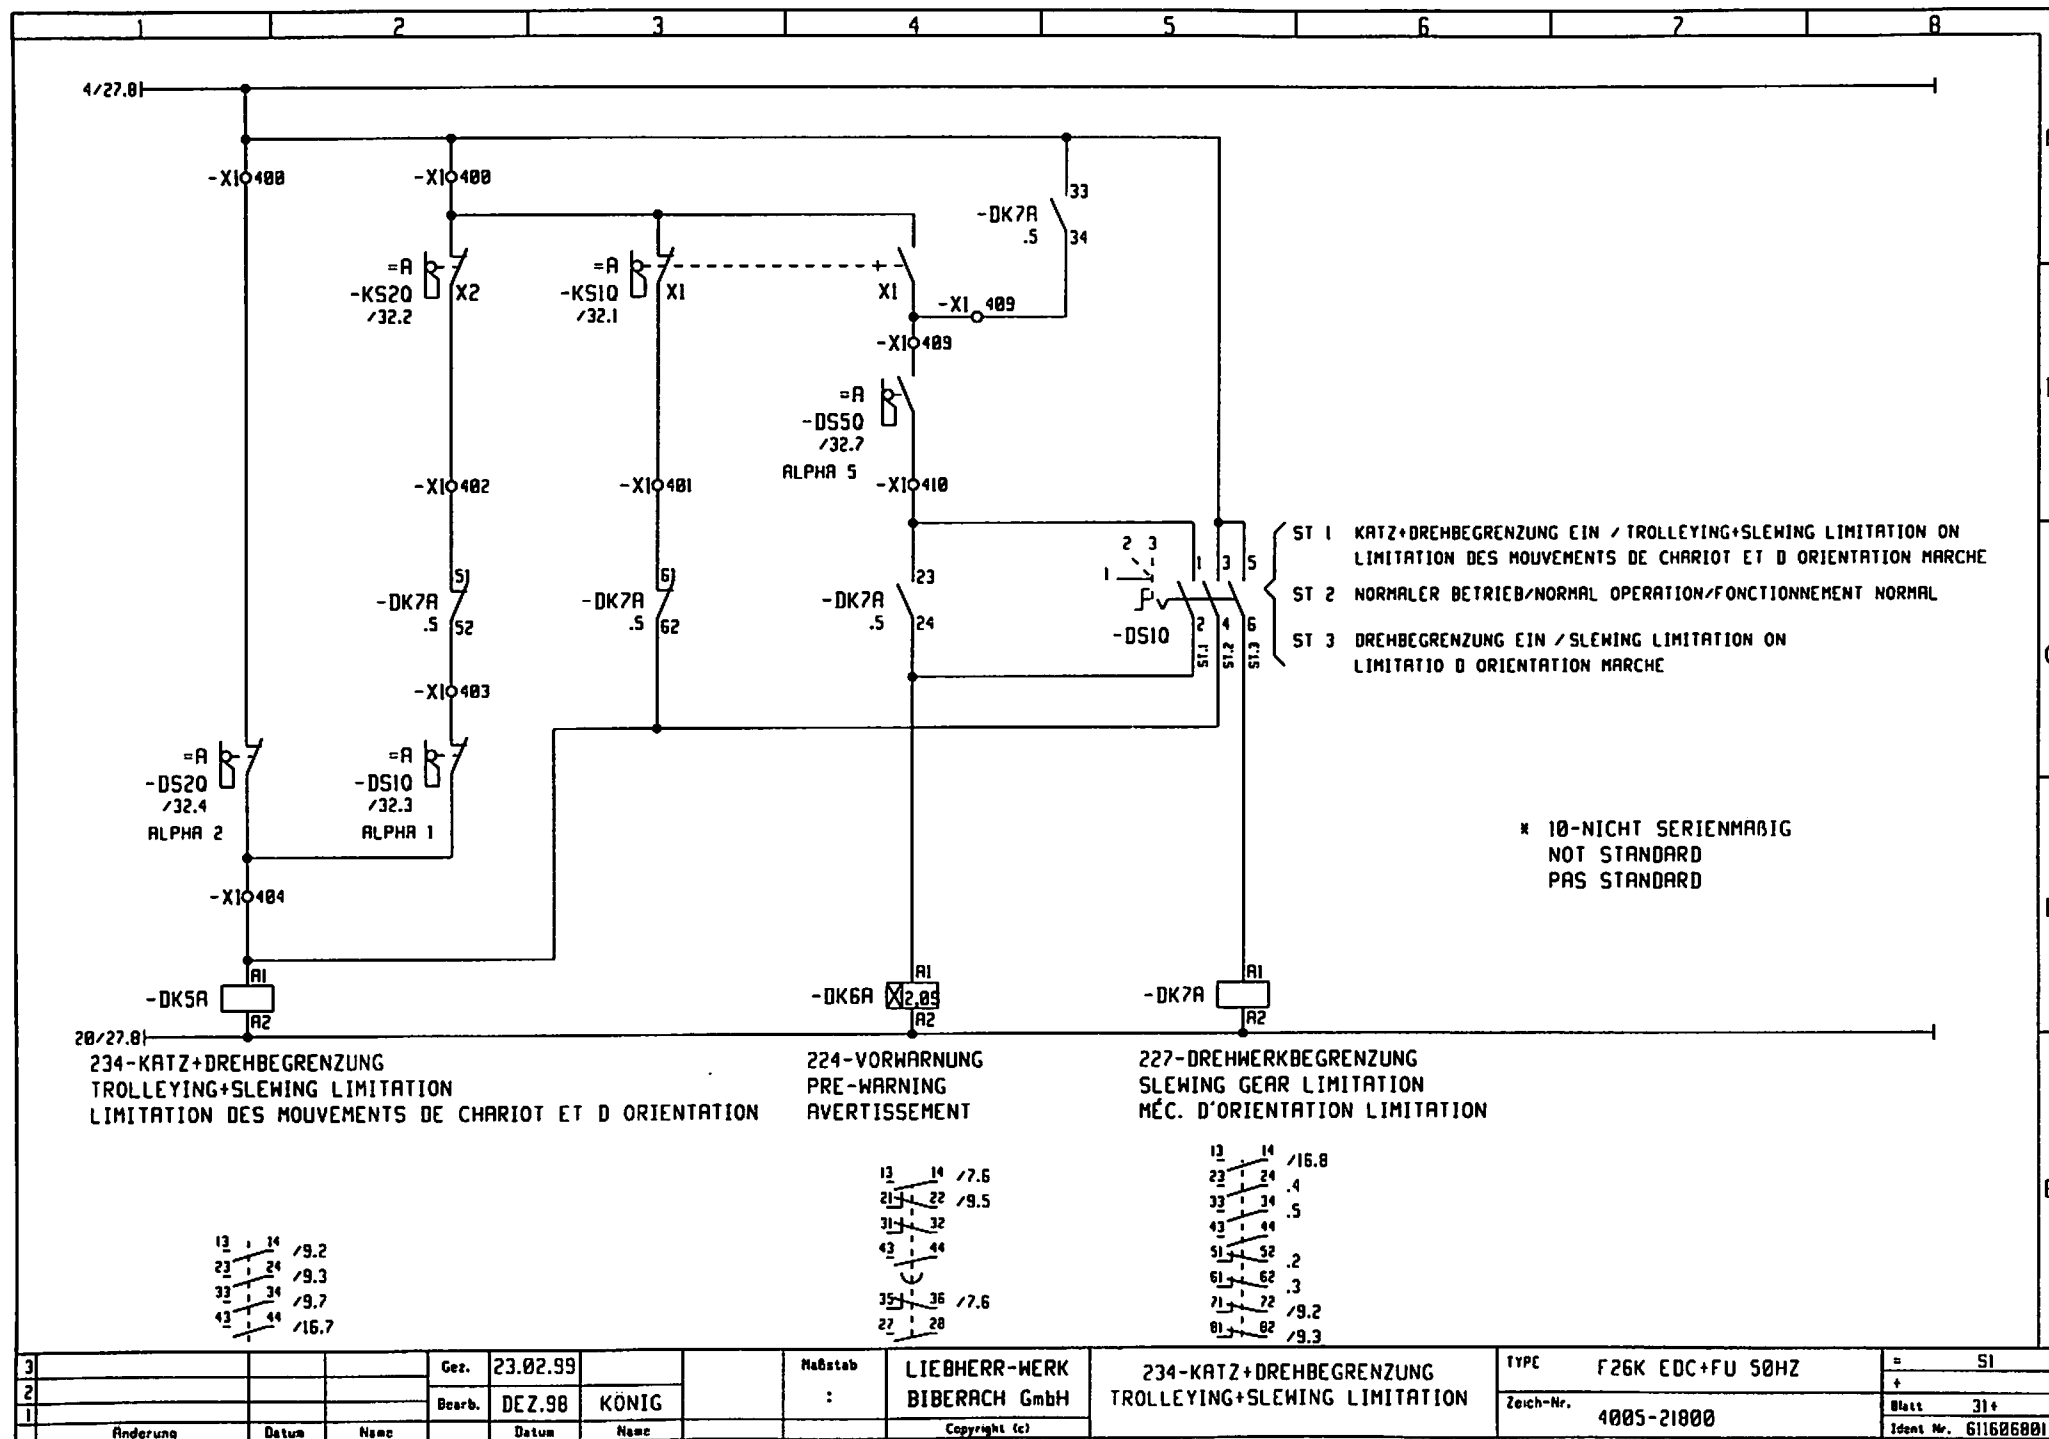 1 2 3 4 5 6 7 8
4/27.8
-X1 400
-X1 400
33
-DK7A
.5 34
=A
-KS2Q X2
/32.2
=A
-KS1Q X1
/32.1
X1
-X1 409
-X1 409
=A
-DS5Q
/32.7
ALPHA 5
-X1 402
-X1 401
-X1 410
ST 1 KATZ+DREHBEGRENZUNG EIN / TROLLEYING+SLEWING LIMITATION ON
LIMITATION DES MOUVEMENTS DE CHARIOT ET D ORIENTATION MARCHE
ST 2 NORMALER BETRIEB/NORMAL OPERATION/FONCTIONNEMENT NORMAL
ST 3 DREHBEGRENZUNG EIN / SLEWING LIMITATION ON
LIMITATIO D ORIENTATION MARCHE
2 3
1
1 3 5
-DS1Q
2 4 6
ST.1 ST.2 ST.3
51
-DK7A
.5 52
61
-DK7A
.5 62
23
-DK7A
.5 24
-X1 403
=A
-DS2Q
/32.4
ALPHA 2
=A
-DS1Q
/32.3
ALPHA 1
* 10-NICHT SERIENMAßIG
NOT STANDARD
PAS STANDARD
-X1 404
A1
-DK5A
A2
A1
-DK6A 2,0S
A2
A1
-DK7A
A2
20/27.8
234-KATZ+DREHBEGRENZUNG
TROLLEYING+SLEWING LIMITATION
LIMITATION DES MOUVEMENTS DE CHARIOT ET D ORIENTATION
224-VORWARNUNG
PRE-WARNING
AVERTISSEMENT
227-DREHWERKBEGRENZUNG
SLEWING GEAR LIMITATION
MÉC. D'ORIENTATION LIMITATION
13 14 /9.2
23 24 /9.3
33 34 /9.7
43 44 /16.7
13 14 /7.6
21 22 /9.5
31 32
43 44
35 36 /7.6
27 28
13 14 /16.8
23 24 .4
33 34 .5
43 44
51 52 .2
61 62 .3
71 72 /9.2
81 82 /9.3
3
2
1
Änderung Datum Name
Gez. 23.02.99
Bearb. DEZ.98 KÖNIG
Datum Name
Maßstab
:
LIEBHERR-WERK
BIBERACH GmbH
Copyright (c)
234-KATZ+DREHBEGRENZUNG
TROLLEYING+SLEWING LIMITATION
TYPE F26K EDC+FU 50HZ
Zeich-Nr. 4005-21800
= S1
+
Blatt 31+
Ident Nr. 611606801